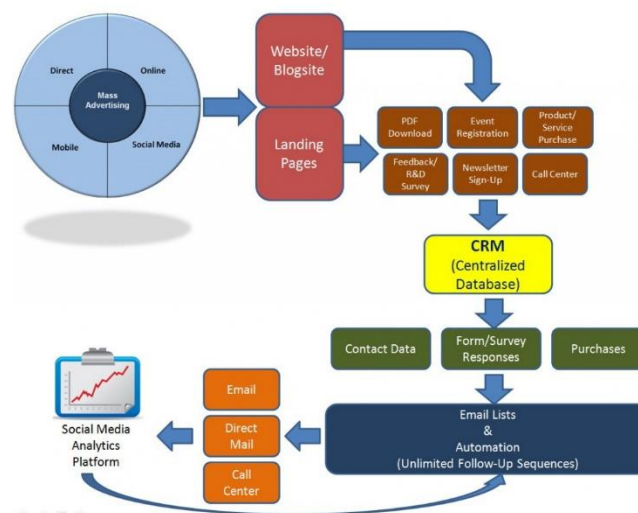 Direct
Online
Mass
Advertising
Mobile
Social Media
Website/
Blogsite
Landing
Pages
PDF
Download
Event
Registration
Product/
Service
Purchase
Feedback/
R&D
Survey
Newsletter
Sign-Up
Call Center
CRM
(Centralized
Database)
Contact Data
Form/Survey
Responses
Purchases
Email Lists
&
Automation
(Unlimited Follow-Up Sequences)
Email
Direct
Mail
Call
Center
Social Media
Analytics
Platform